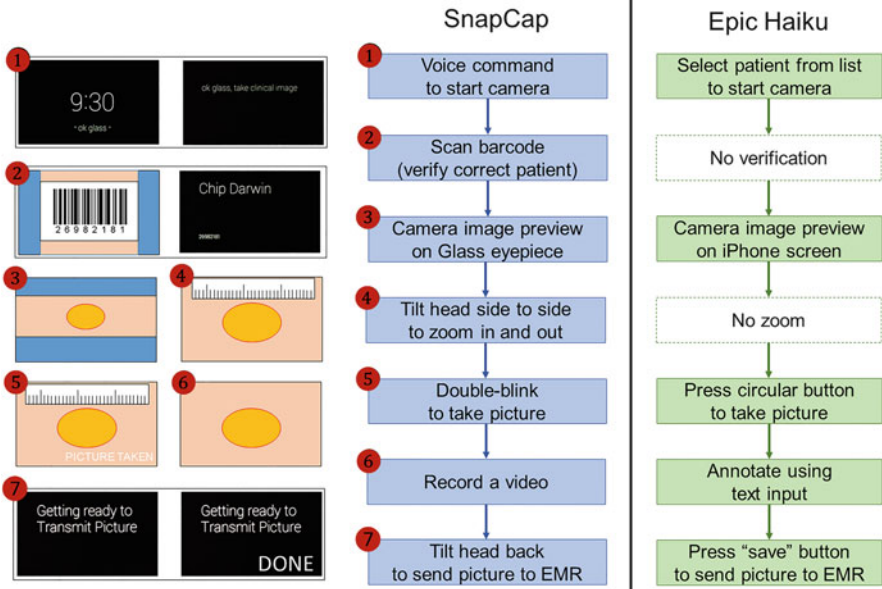 SnapCap
Epic Haiku
1
9:30
• ok glass •
ok glass, take clinical image
1
Voice command
to start camera
Select patient from list
to start camera
2
26982181
Chip Darwin
26982181
2
Scan barcode
(verify correct patient)
No verification
3
3
Camera image preview
on Glass eyepiece
Camera image preview
on iPhone screen
4
4
Tilt head side to side
to zoom in and out
No zoom
5
PICTURE TAKEN
6
5
Double-blink
to take picture
Press circular button
to take picture
6
Record a video
Annotate using
text input
7
Getting ready to
Transmit Picture
Getting ready to
Transmit Picture
DONE
7
Tilt head back
to send picture to EMR
Press “save” button
to send picture to EMR